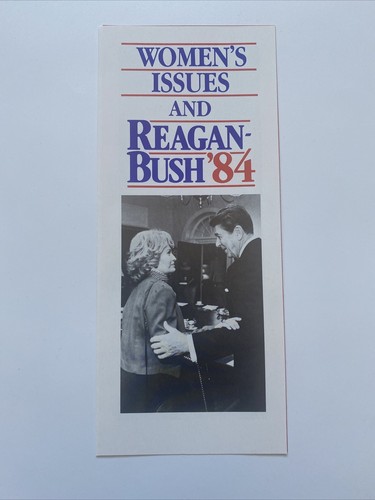 WOMEN'S
ISSUES
AND
REAGAN-
BUSH '84